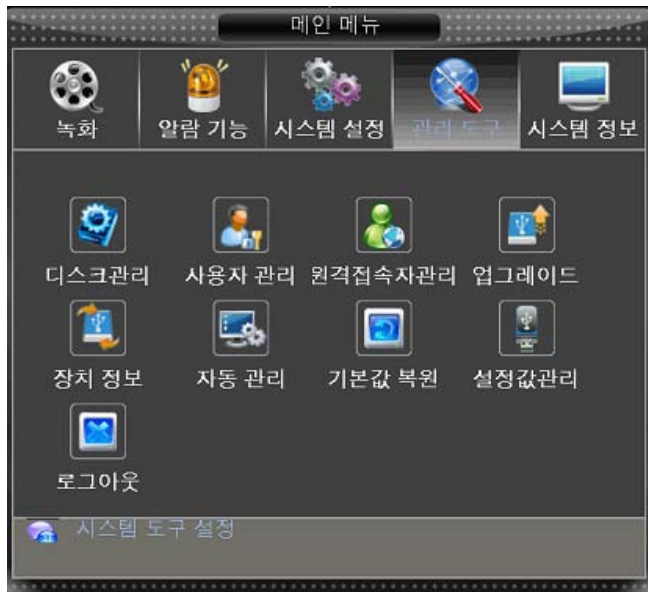 메인 메뉴
녹화 알람 기능 시스템 설정 관리 도구 시스템 정보
디스크관리 사용자 관리 원격접속자관리 업그레이드
장치 정보 자동 관리 기본값 복원 설정값관리
로그아웃
시스템 도구 설정